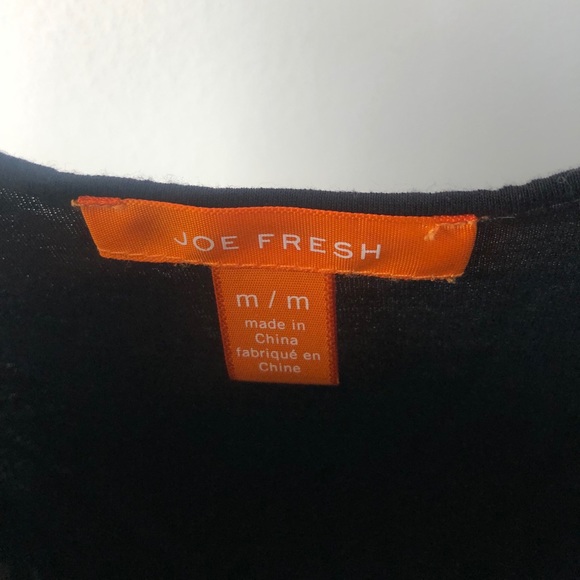 JOE FRESH
m / m
made in
China
fabriqué en
Chine